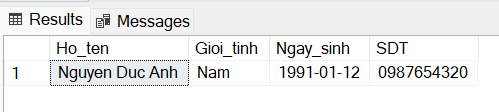 Results Messages
Ho_ten Gioi_tinh Ngay_sinh SDT
1 Nguyen Duc Anh Nam 1991-01-12 0987654320